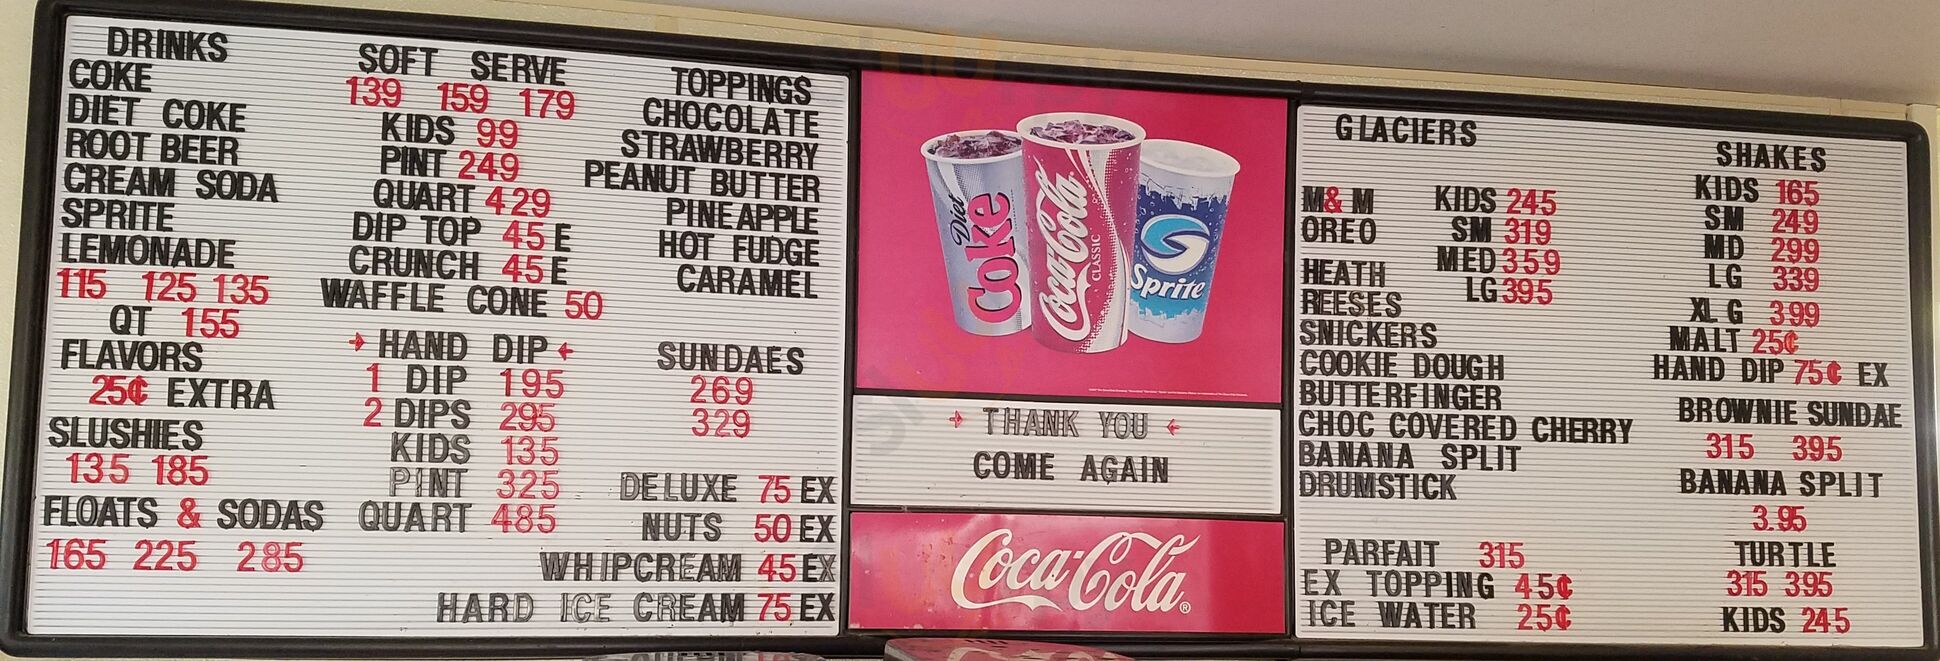 DRINKS
COKE
DIET COKE
ROOT BEER
CREAM SODA
SPRITE
LEMONADE
115 125 135
QT 155
FLAVORS
25¢ EXTRA
SLUSHIES
135 185
FLOATS & SODAS
165 225 285
SOFT SERVE
139 159 179
KIDS 99
PINT 249
QUART 429
DIP TOP 45 E
CRUNCH 45 E
WAFFLE CONE 50
HAND DIP
1 DIP 195
2 DIPS 295
KIDS 135
PINT 325
QUART 485
TOPPINGS
CHOCOLATE
STRAWBERRY
PEANUT BUTTER
PINEAPPLE
HOT FUDGE
CARAMEL
SUNDAES
269
329
DELUXE 75 EX
NUTS 50 EX
WHIPCREAM 45 EX
HARD ICE CREAM 75 EX
Diet Coke
Coca-Cola
CLASSIC
Sprite
THANK YOU
COME AGAIN
Coca-Cola®
GLACIERS
M&M KIDS 245
OREO SM 319
MED 359
HEATH LG 395
REESES
SNICKERS
COOKIE DOUGH
BUTTERFINGER
CHOC COVERED CHERRY
BANANA SPLIT
DRUMSTICK
PARFAIT 315
EX TOPPING 45¢
ICE WATER 25¢
SHAKES
KIDS 165
SM 249
MD 299
LG 339
XLG 399
MALT 25¢
HAND DIP 75¢ EX
BROWNIE SUNDAE
315 395
BANANA SPLIT
3.95
TURTLE
315 395
KIDS 245